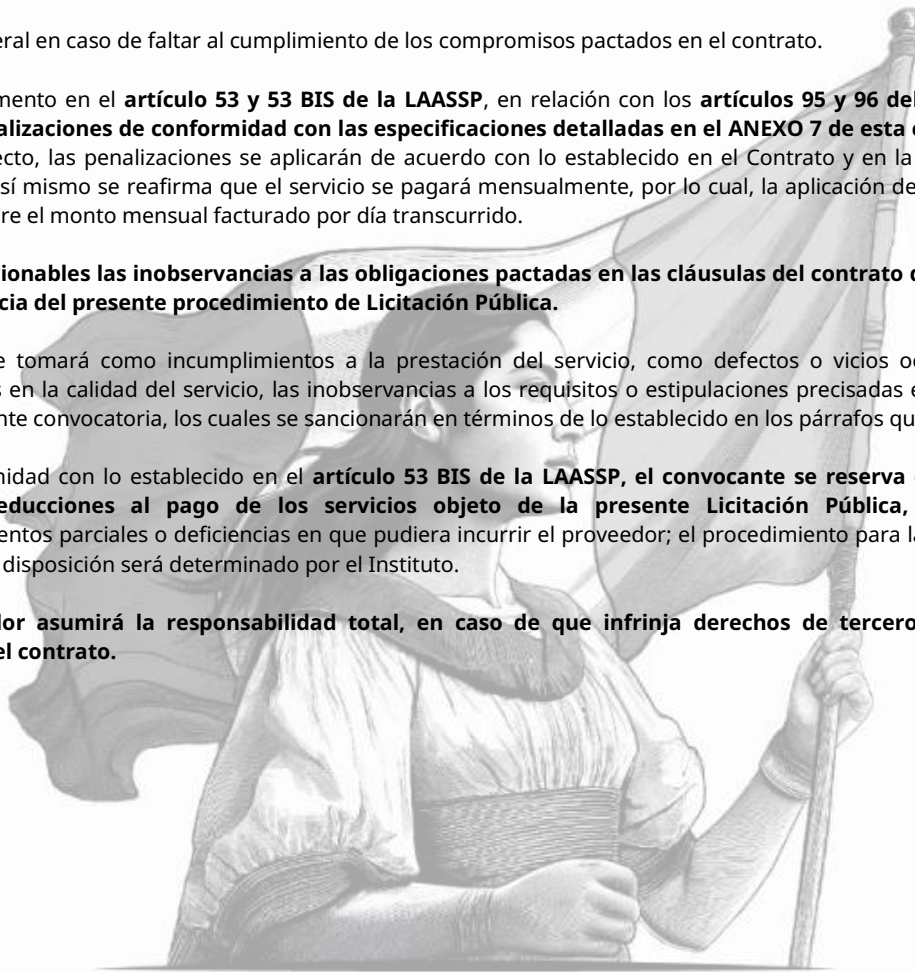 eral en caso de faltar al cumplimiento de los compromisos pactados en el contrato.
mento en el artículo 53 y 53 BIS de la LAASSP, en relación con los artículos 95 y 96 del
alizaciones de conformidad con las especificaciones detalladas en el ANEXO 7 de esta
ecto, las penalizaciones se aplicarán de acuerdo con lo establecido en el Contrato y en la
sí mismo se reafirma que el servicio se pagará mensualmente, por lo cual, la aplicación de
re el monto mensual facturado por día transcurrido.
ionables las inobservancias a las obligaciones pactadas en las cláusulas del contrato
cia del presente procedimiento de Licitación Pública.
e tomará como incumplimientos a la prestación del servicio, como defectos o vicios
s en la calidad del servicio, las inobservancias a los requisitos o estipulaciones precisadas
nte convocatoria, los cuales se sancionarán en términos de lo establecido en los párrafos qu
midad con lo establecido en el artículo 53 BIS de la LAASSP, el convocante se reserva
educciones al pago de los servicios objeto de la presente Licitación Pública,
entos parciales o deficiencias en que pudiera incurrir el proveedor; el procedimiento para la
disposición será determinado por el Instituto.
dor asumirá la responsabilidad total, en caso de que infrinja derechos de tercero
el contrato.